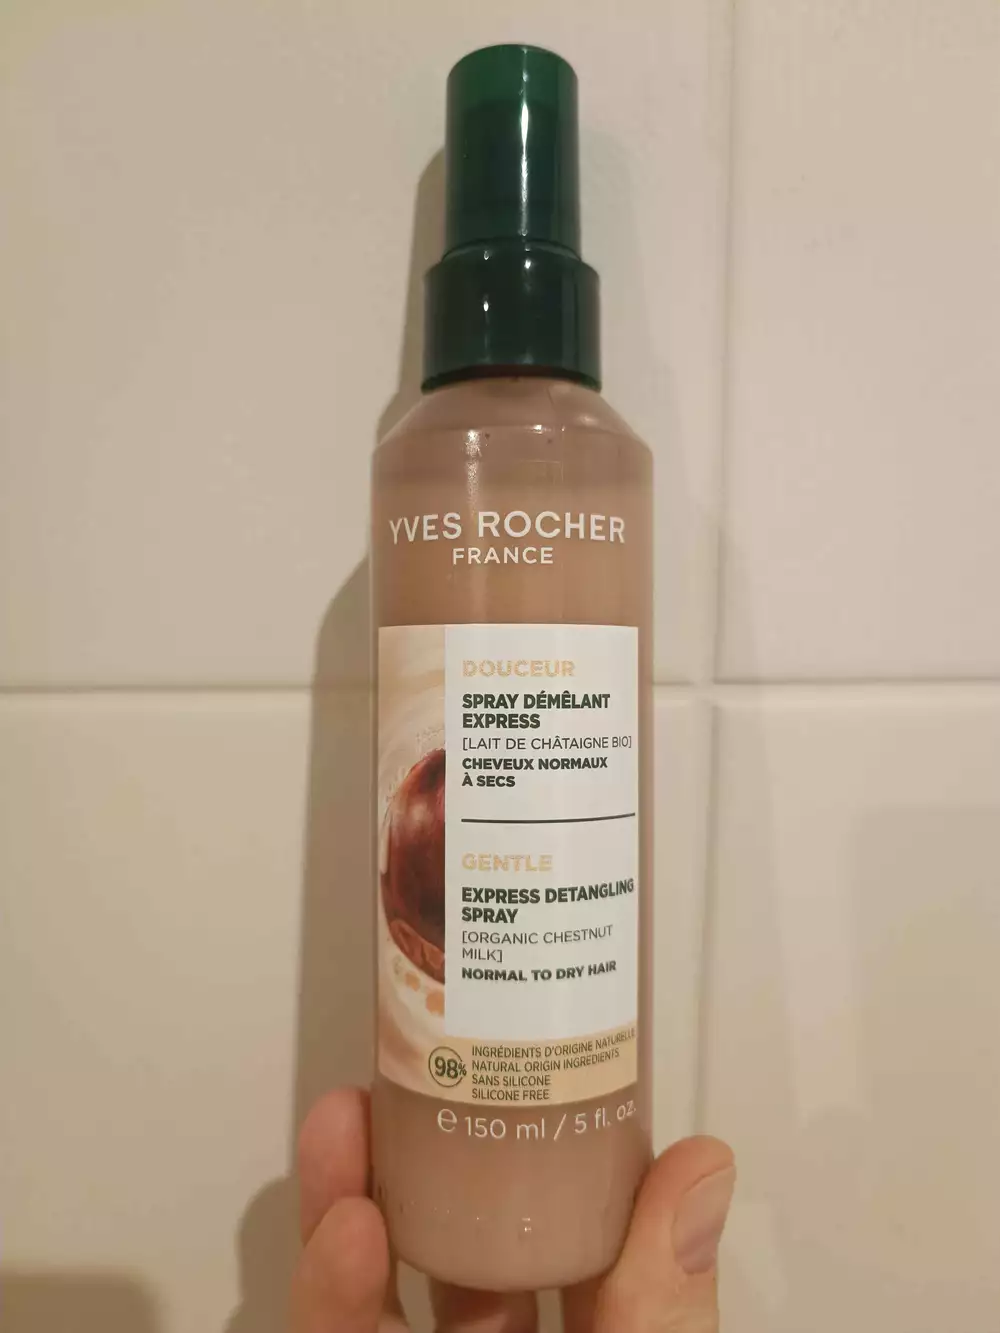 YVES ROCHER
FRANCE
DOUCEUR
SPRAY DÉMÊLANT
EXPRESS
[LAIT DE CHÂTAIGNE BIO]
CHEVEUX NORMAUX
À SECS
GENTLE
EXPRESS DETANGLING
SPRAY
[ORGANIC CHESTNUT
MILK]
NORMAL TO DRY HAIR
98%
INGRÉDIENTS D'ORIGINE NATURELLE
NATURAL ORIGIN INGREDIENTS
SANS SILICONE
SILICONE FREE
℮ 150 ml / 5 fl. oz.